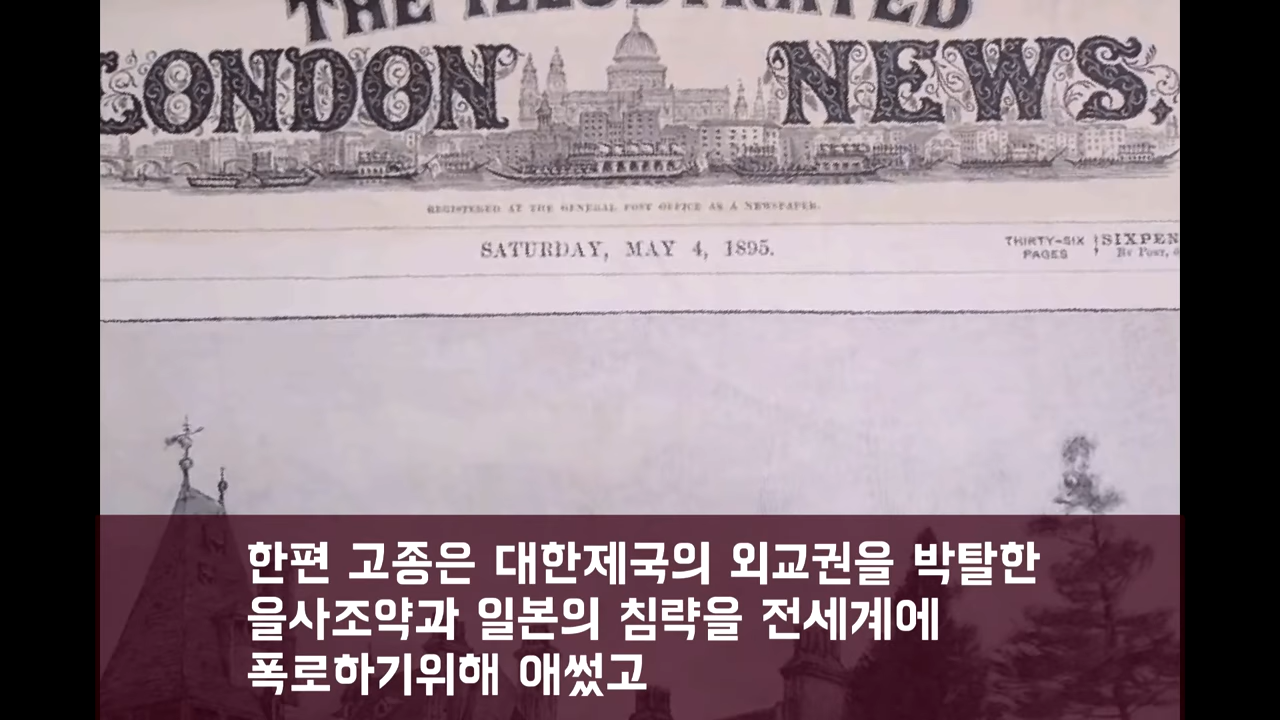 THE ILLUSTRATED
LONDON NEWS,
REGISTERED AT THE GENERAL POST OFFICE AS A NEWSPAPER.
SATURDAY, MAY 4, 1895.
THIRTY-SIX
PAGES
SIXPEN
By Post,
한편 고종은 대한제국의 외교권을 박탈한
을사조약과 일본의 침략을 전세계에
폭로하기위해 애썼고